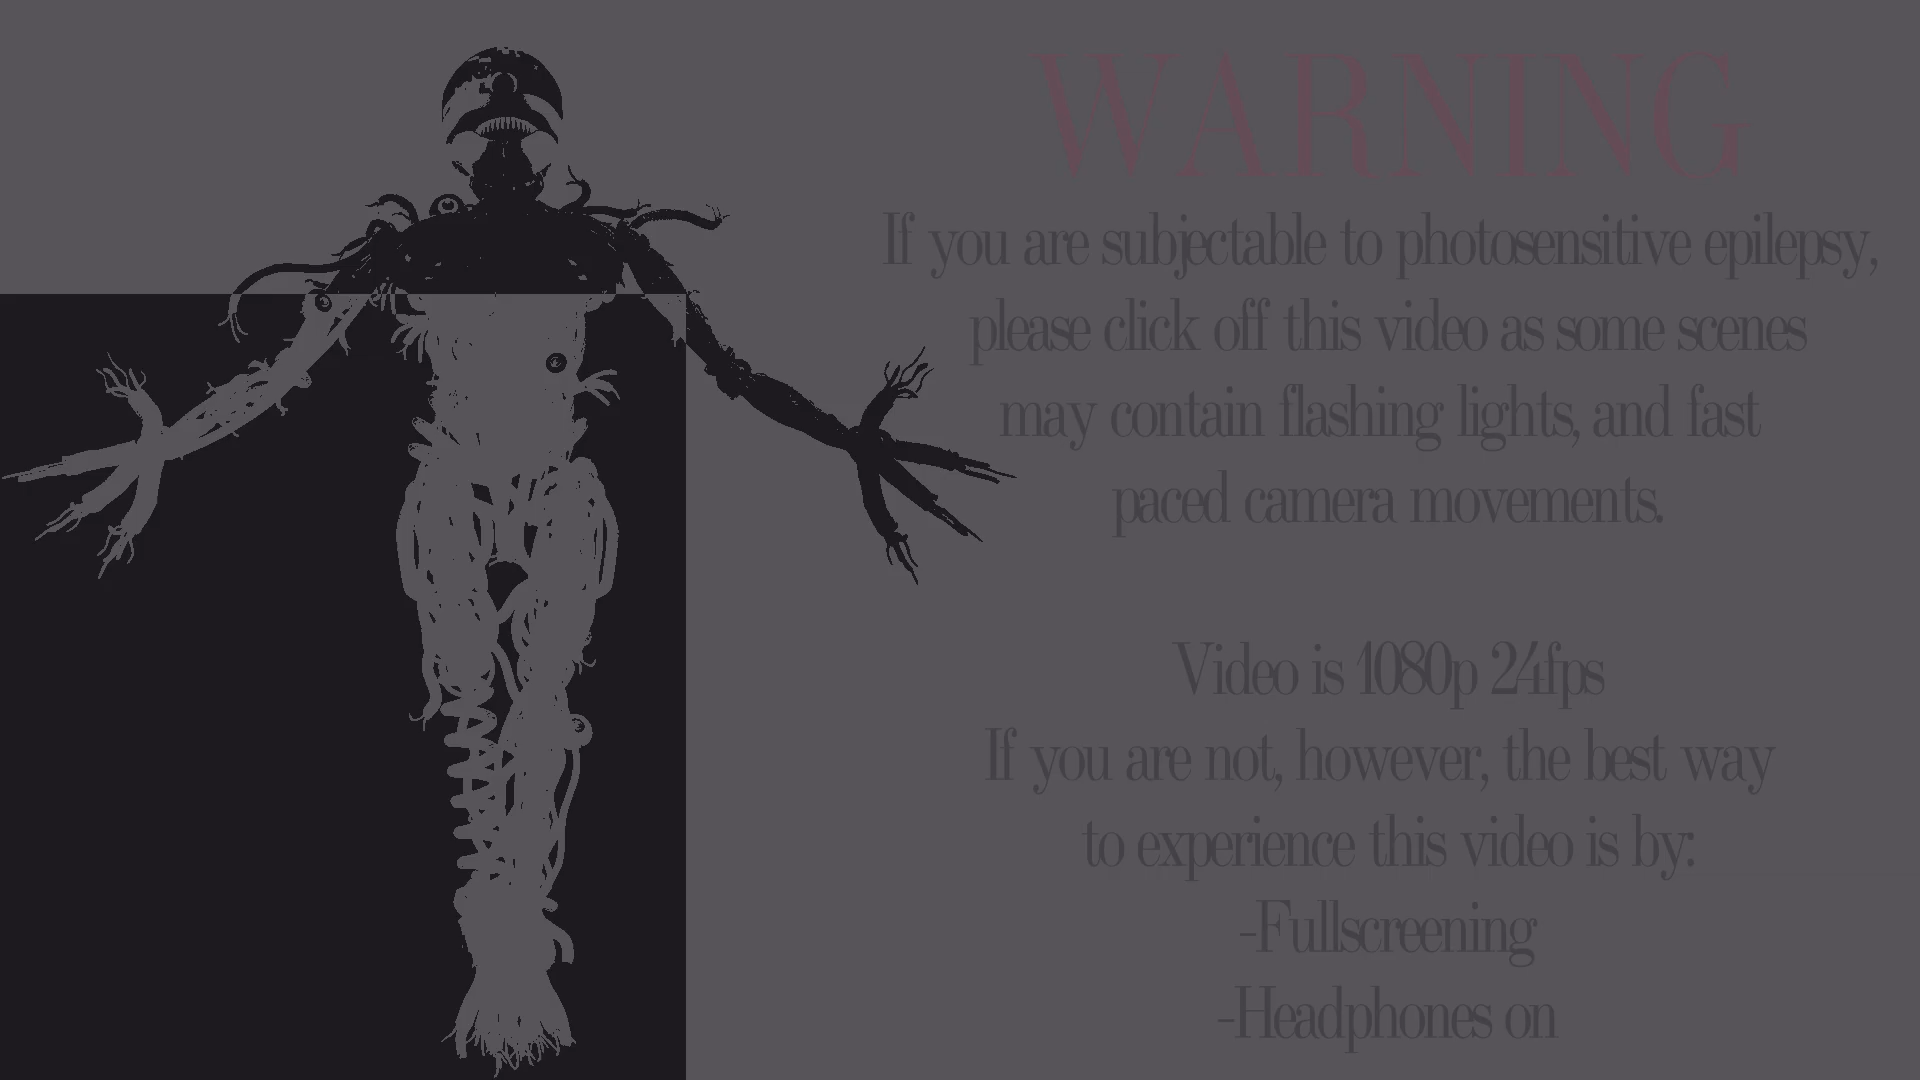 WARNING
If you are subjectable to photosensitive epilepsy,
please click off this video as some scenes
may contain flashing lights, and fast
paced camera movements.
Video is 1080p 24fps
If you are not, however, the best way
to experience this video is by:
-Fullscreening
-Headphones on